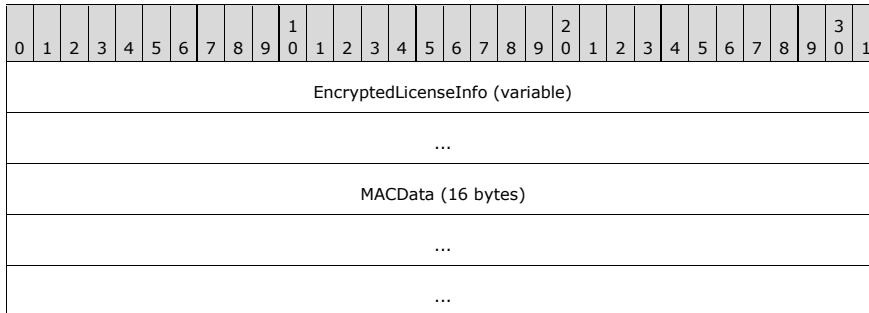 1 2 3
0 1 2 3 4 5 6 7 8 9 0 1 2 3 4 5 6 7 8 9 0 1 2 3 4 5 6 7 8 9 0 1
EncryptedLicenseInfo (variable)
...
MACData (16 bytes)
...
...